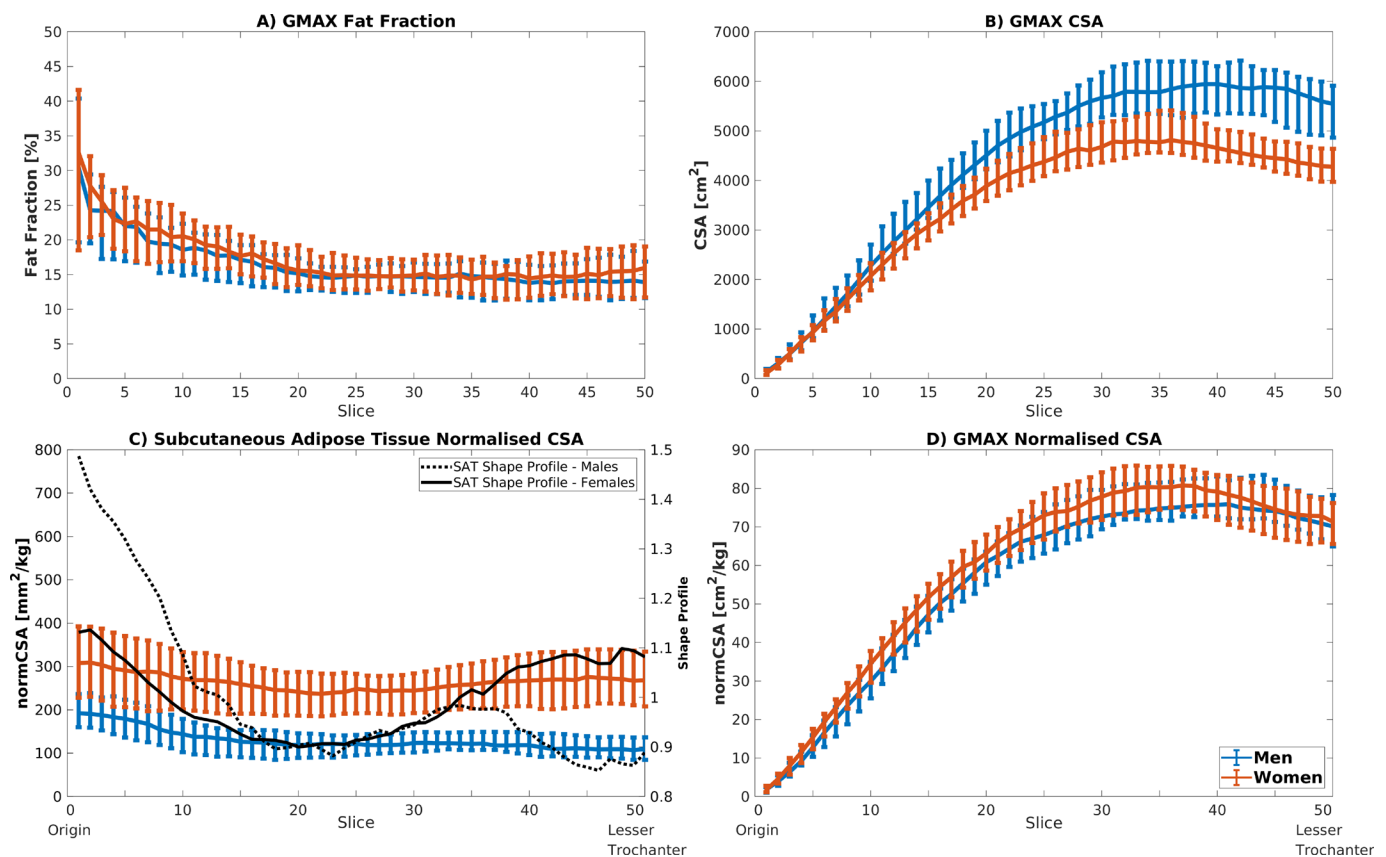 A) GMAX Fat Fraction
50
45
40
35
30
25
20
15
10
5
0
Fat Fraction [%]
0 5 10 15 20 25 30 35 40 45 50
Slice
B) GMAX CSA
7000
6000
5000
4000
3000
2000
1000
0
CSA [cm²]
0 5 10 15 20 25 30 35 40 45 50
Slice
C) Subcutaneous Adipose Tissue Normalised CSA
SAT Shape Profile - Males
SAT Shape Profile - Females
800
700
600
500
400
300
200
100
0
normCSA [mm²/kg]
1.5
1.4
1.3
1.2
1.1
1
0.9
0.8
Shape Profile
0 5 10 15 20 25 30 35 40 45 50
Slice
Origin
Lesser
Trochanter
D) GMAX Normalised CSA
90
80
70
60
50
40
30
20
10
0
normCSA [cm²/kg]
Men
Women
0 10 20 30 40 50
Slice
Origin
Lesser
Trochanter